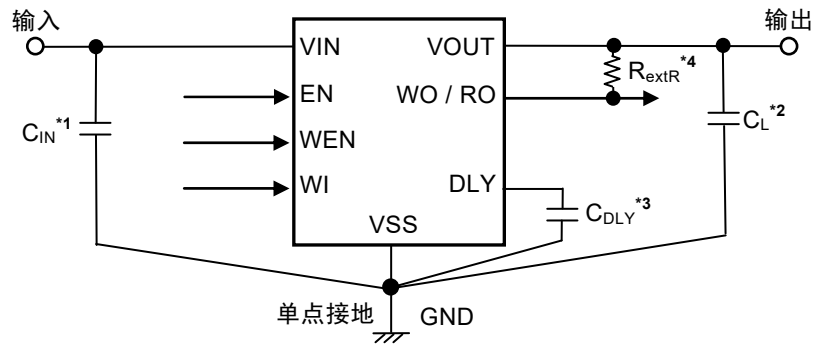 输入
输出
VIN
VOUT
EN
WO / RO
RextR*4
CIN*1
WEN
CL*2
WI
DLY
CDLY*3
VSS
单点接地
GND